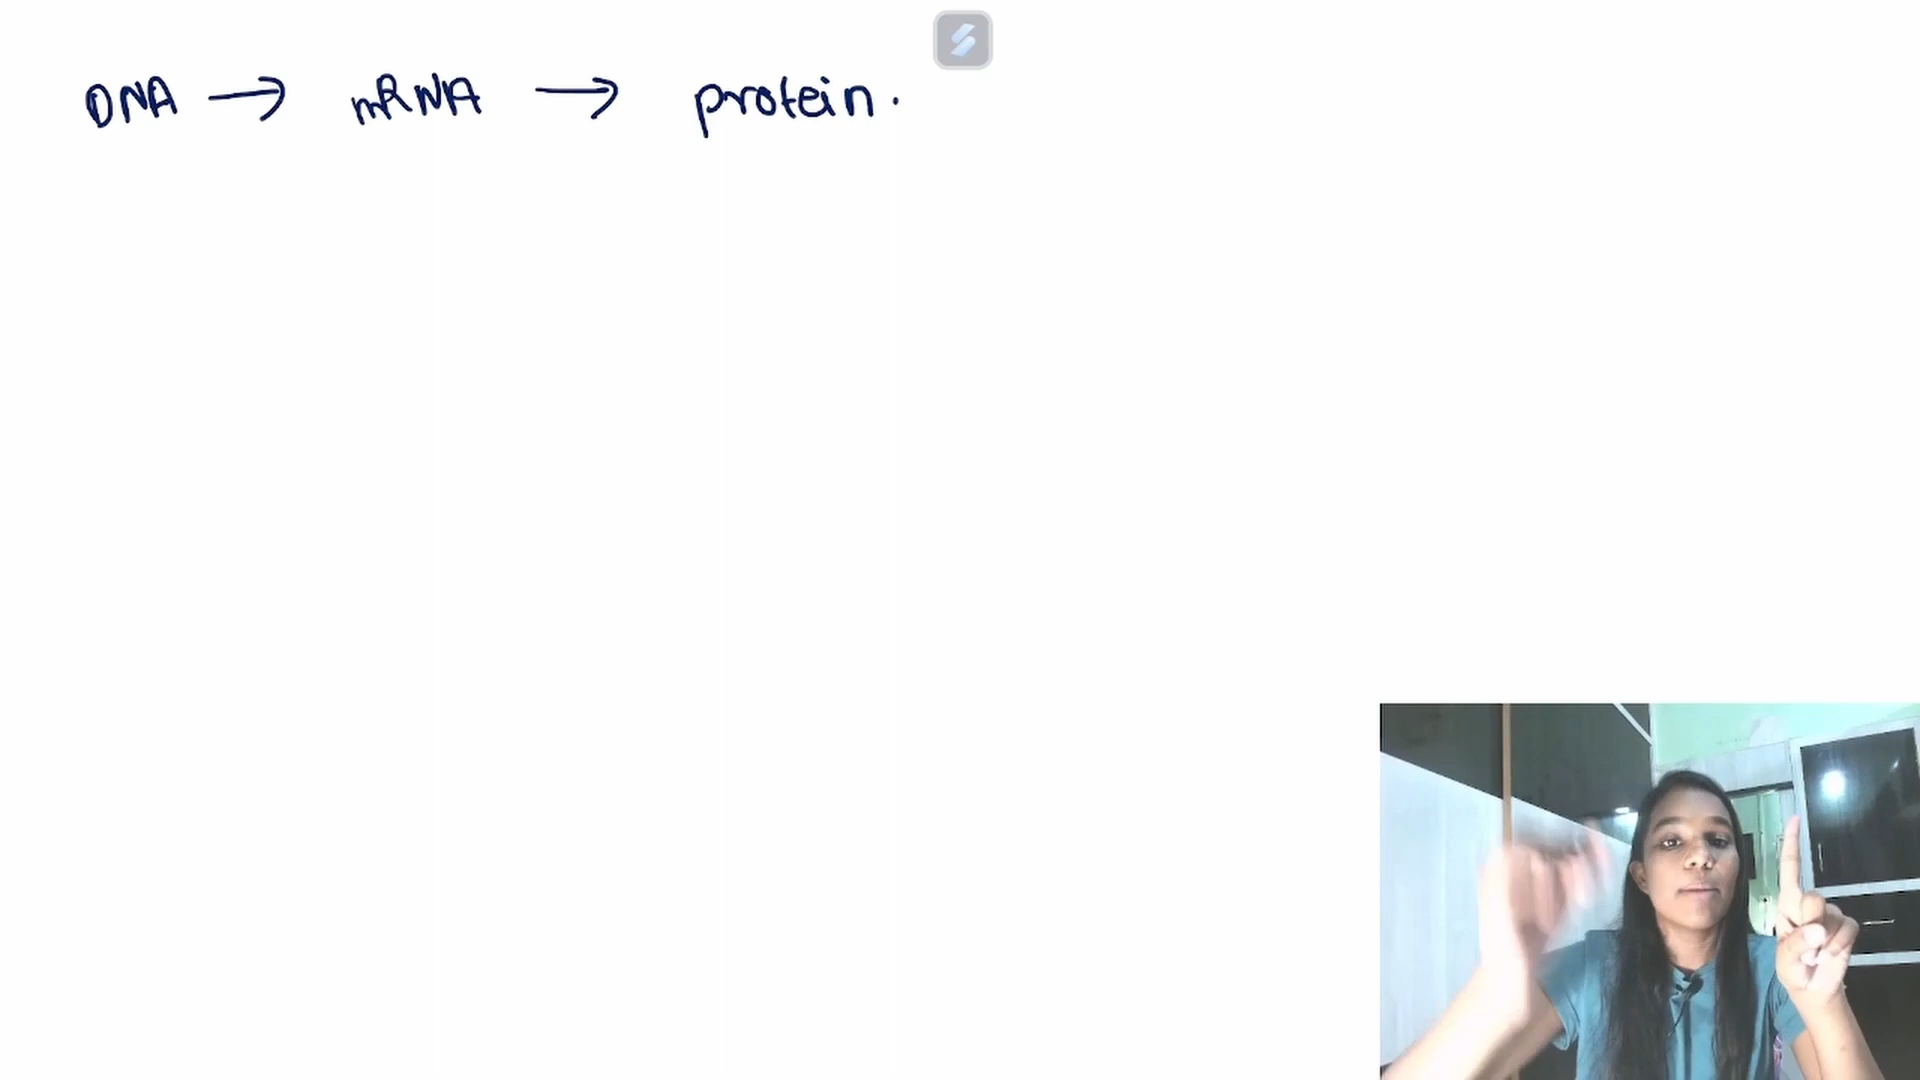 DNA → mRNA → protein.